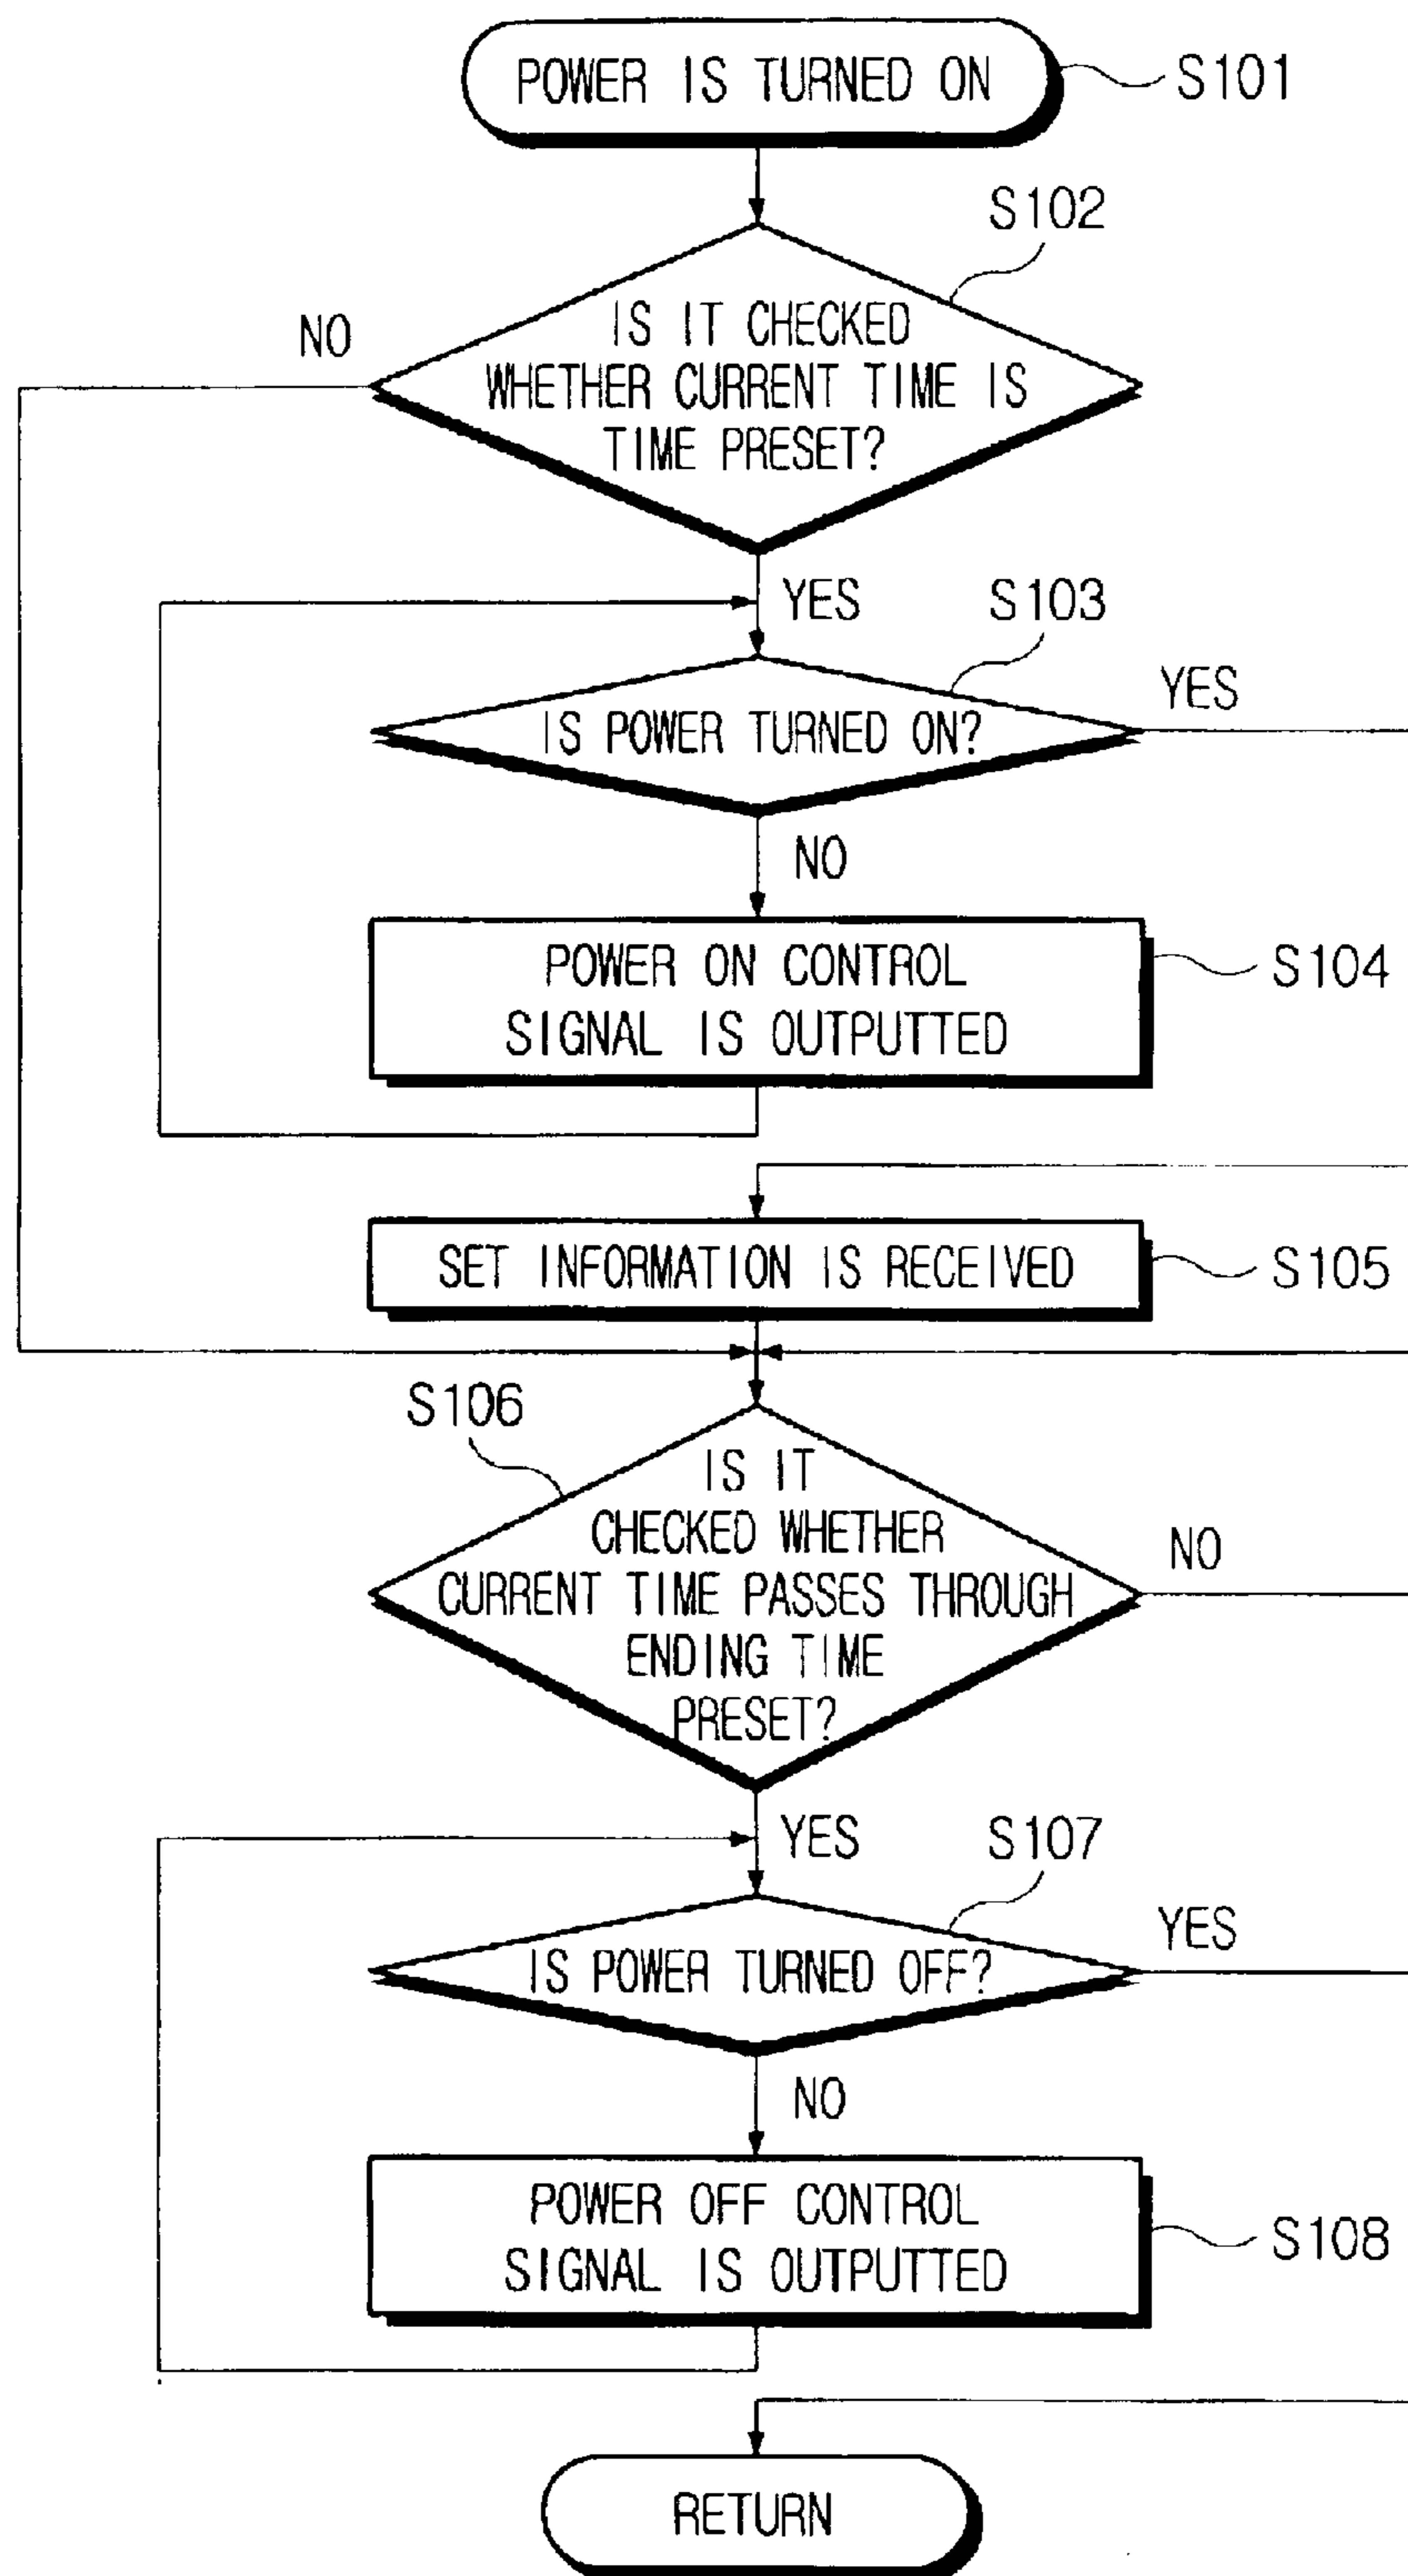 POWER IS TURNED ON
S101
S102
IS IT CHECKED
WHETHER CURRENT TIME IS
TIME PRESET?
NO
YES
S103
IS POWER TURNED ON?
YES
NO
POWER ON CONTROL
SIGNAL IS OUTPUTTED
S104
SET INFORMATION IS RECEIVED
S105
S106
IS IT
CHECKED WHETHER
CURRENT TIME PASSES THROUGH
ENDING TIME
PRESET?
NO
YES
S107
IS POWER TURNED OFF?
YES
NO
POWER OFF CONTROL
SIGNAL IS OUTPUTTED
S108
RETURN